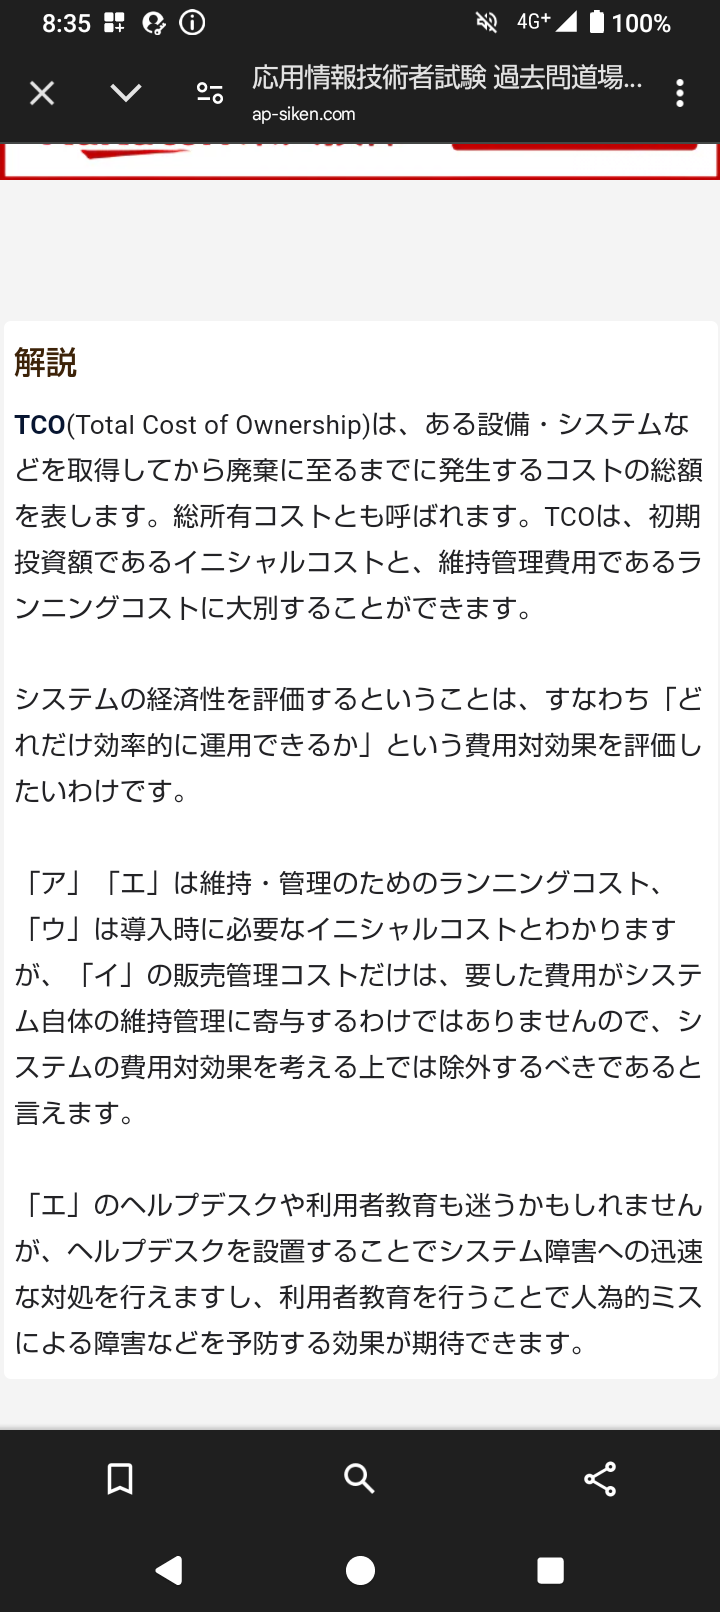 8:35
4G+
100%
応用情報技術者試験 過去問道場...
ap-siken.com
解説
TCO(Total Cost of Ownership)は、ある設備・システムな
どを取得してから廃棄に至るまでに発生するコストの総額
を表します。総所有コストとも呼ばれます。TCOは、初期
投資額であるイニシャルコストと、維持管理費用であるラ
ンニングコストに大別することができます。
システムの経済性を評価するということは、すなわち「ど
れだけ効率的に運用できるか」という費用対効果を評価し
たいわけです。
「ア」「エ」は維持・管理のためのランニングコスト、
「ウ」は導入時に必要なイニシャルコストとわかります
が、「イ」の販売管理コストだけは、要した費用がシステ
ム自体の維持管理に寄与するわけではありませんので、シ
ステムの費用対効果を考える上では除外するべきであると
言えます。
「エ」のヘルプデスクや利用者教育も迷うかもしれません
が、ヘルプデスクを設置することでシステム障害への迅速
な対処を行えますし、利用者教育を行うことで人為的ミス
による障害などを予防する効果が期待できます。